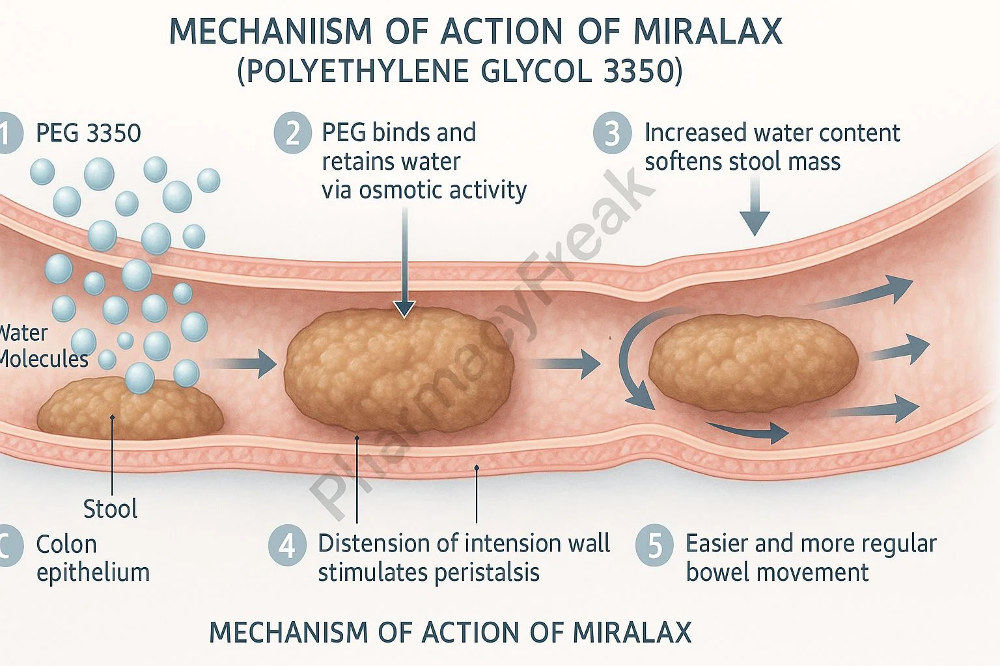 MECHANIISM OF ACTION OF MIRALAX
(POLYETHYLENE GLYCOL 3350)
1 PEG 3350
2 PEG binds and
retains water
via osmotic activity
3 Increased water content
softens stool mass
Water
Molecules
PharmacyFreak
Stool
C Colon
epithelium
4 Distension of intension wall
stimulates peristalsis
5 Easier and more regular
bowel movement
MECHANISM OF ACTION OF MIRALAX